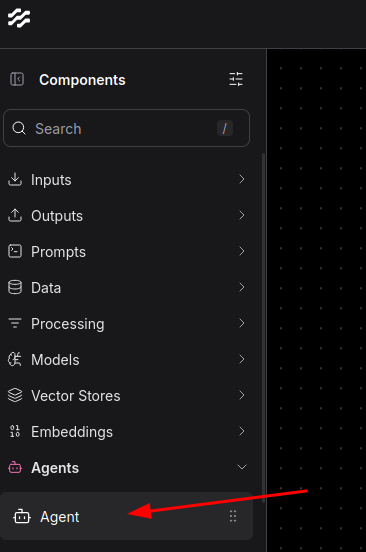 Components
Search /
Inputs
Outputs
Prompts
Data
Processing
Models
Vector Stores
Embeddings
Agents
Agent